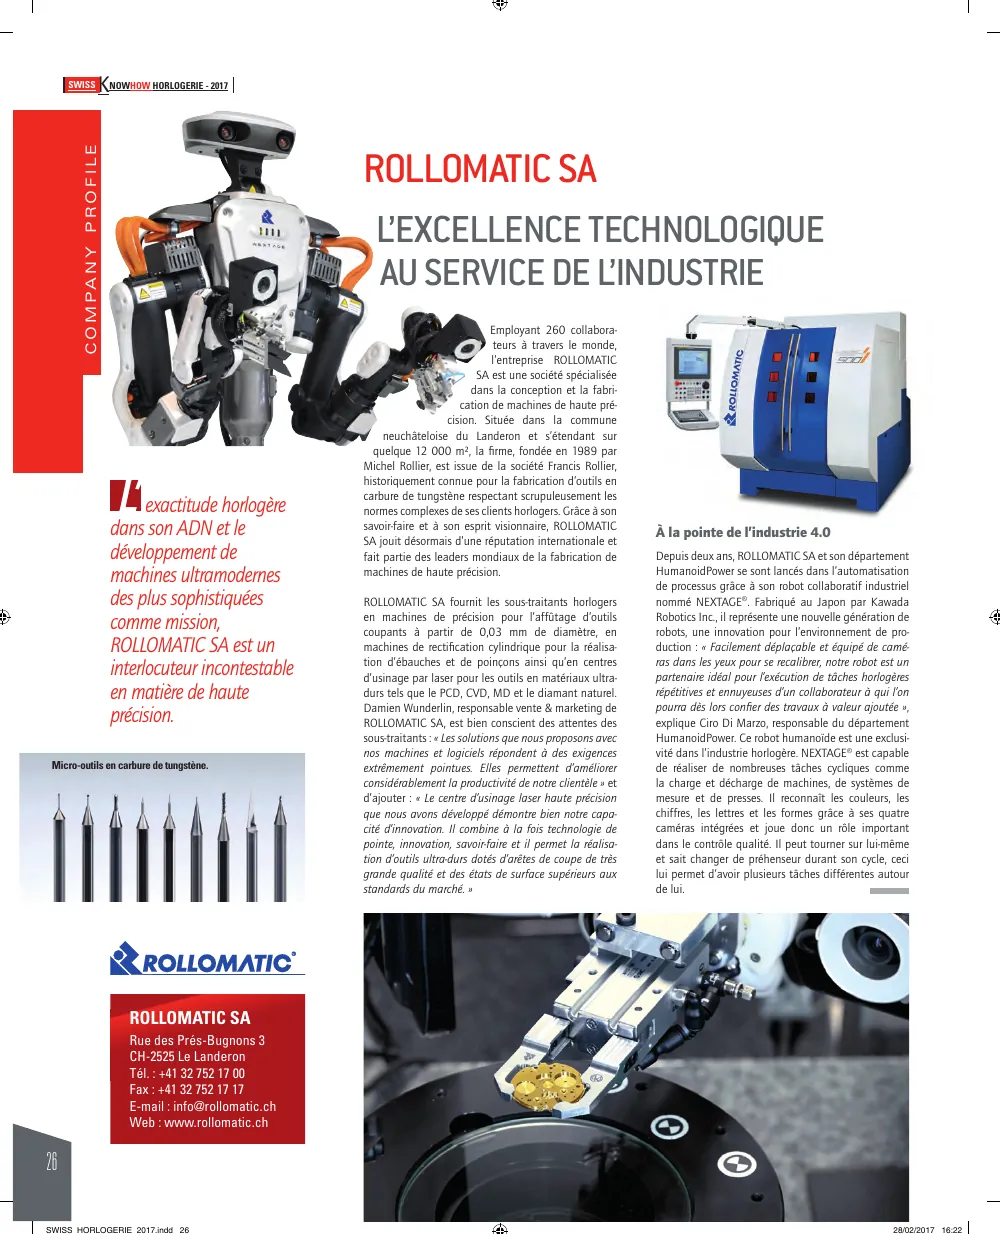 SWISS KNOWHOW HORLOGERIE - 2017
COMPANY PROFILE
ROLLOMATIC SA
L’EXCELLENCE TECHNOLOGIQUE
AU SERVICE DE L’INDUSTRIE
NEXTAGE
L’exactitude horlogère
dans son ADN et le
développement de
machines ultramodernes
des plus sophistiquées
comme mission,
ROLLOMATIC SA est un
interlocuteur incontestable
en matière de haute
précision.
Micro-outils en carbure de tungstène.
ROLLOMATIC®
ROLLOMATIC SA
Rue des Prés-Bugnons 3
CH-2525 Le Landeron
Tél. : +41 32 752 17 00
Fax : +41 32 752 17 17
E-mail : info@rollomatic.ch
Web : www.rollomatic.ch
Employant 260 collabora-
teurs à travers le monde,
l’entreprise ROLLOMATIC
SA est une société spécialisée
dans la conception et la fabri-
cation de machines de haute pré-
cision. Située dans la commune
neuchâteloise du Landeron et s’étendant sur
quelque 12 000 m², la firme, fondée en 1989 par
Michel Rollier, est issue de la société Francis Rollier,
historiquement connue pour la fabrication d’outils en
carbure de tungstène respectant scrupuleusement les
normes complexes de ses clients horlogers. Grâce à son
savoir-faire et à son esprit visionnaire, ROLLOMATIC
SA jouit désormais d’une réputation internationale et
fait partie des leaders mondiaux de la fabrication de
machines de haute précision.
ROLLOMATIC SA fournit les sous-traitants horlogers
en machines de précision pour l’affûtage d’outils
coupants à partir de 0,03 mm de diamètre, en
machines de rectification cylindrique pour la réalisa-
tion d’ébauches et de poinçons ainsi qu’en centres
d’usinage par laser pour les outils en matériaux ultra-
durs tels que le PCD, CVD, MD et le diamant naturel.
Damien Wunderlin, responsable vente & marketing de
ROLLOMATIC SA, est bien conscient des attentes des
sous-traitants : « Les solutions que nous proposons avec
nos machines et logiciels répondent à des exigences
extrêmement pointues. Elles permettent d’améliorer
considérablement la productivité de notre clientèle » et
d’ajouter : « Le centre d’usinage laser haute précision
que nous avons développé démontre bien notre capa-
cité d’innovation. Il combine à la fois technologie de
pointe, innovation, savoir-faire et il permet la réalisa-
tion d’outils ultra-durs dotés d’arêtes de coupe de très
grande qualité et des états de surface supérieurs aux
standards du marché. »
ROLLOMATIC
À la pointe de l’industrie 4.0
Depuis deux ans, ROLLOMATIC SA et son département
HumanoidPower se sont lancés dans l’automatisation
de processus grâce à son robot collaboratif industriel
nommé NEXTAGE®. Fabriqué au Japon par Kawada
Robotics Inc., il représente une nouvelle génération de
robots, une innovation pour l’environnement de pro-
duction : « Facilement déplaçable et équipé de camé-
ras dans les yeux pour se recalibrer, notre robot est un
partenaire idéal pour l’exécution de tâches horlogères
répétitives et ennuyeuses d’un collaborateur à qui l’on
pourra dès lors confier des travaux à valeur ajoutée »,
explique Ciro Di Marzo, responsable du département
HumanoidPower. Ce robot humanoïde est une exclusi-
vité dans l’industrie horlogère. NEXTAGE® est capable
de réaliser de nombreuses tâches cycliques comme
la charge et décharge de machines, de systèmes de
mesure et de presses. Il reconnaît les couleurs, les
chiffres, les lettres et les formes grâce à ses quatre
caméras intégrées et joue donc un rôle important
dans le contrôle qualité. Il peut tourner sur lui-même
et sait changer de préhenseur durant son cycle, ceci
lui permet d’avoir plusieurs tâches différentes autour
de lui.
26
SWISS_HORLOGERIE_2017.indd 26
28/02/2017 16:22